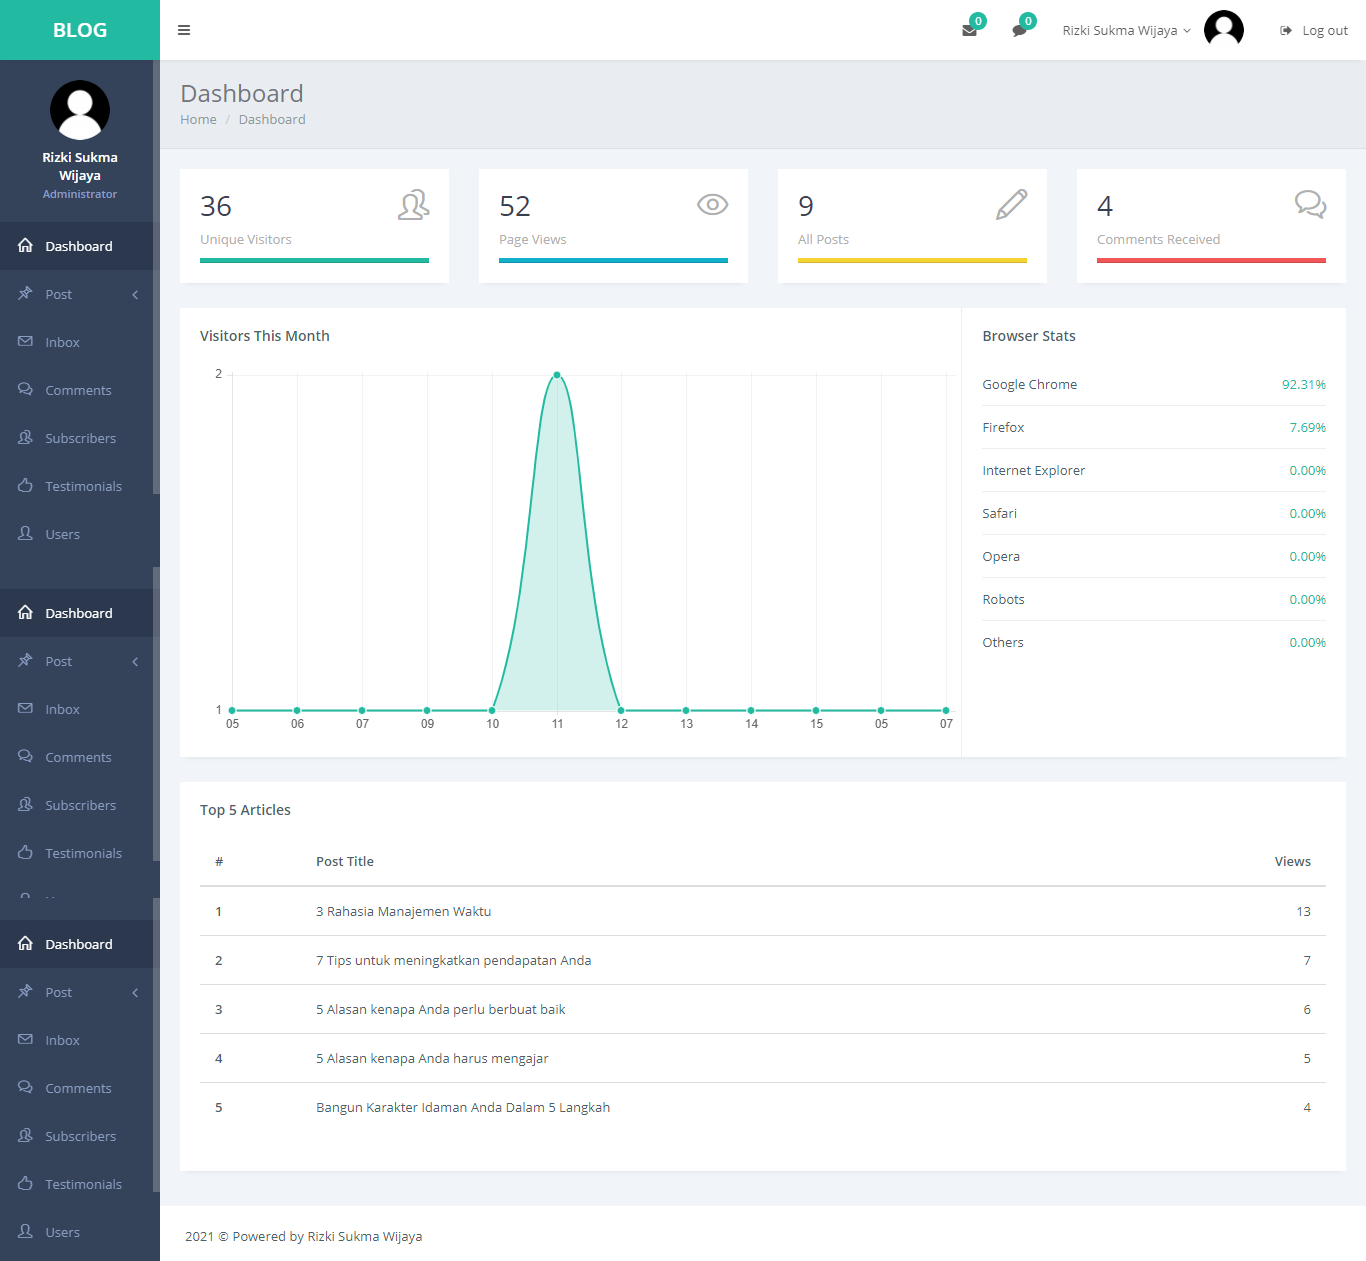 BLOG
0
0
Rizki Sukma Wijaya
Log out
Rizki Sukma
Wijaya
Administrator
Dashboard
Post
Inbox
Comments
Subscribers
Testimonials
Users
Dashboard
Post
Inbox
Comments
Subscribers
Testimonials
Dashboard
Post
Inbox
Comments
Subscribers
Testimonials
Users
Dashboard
Home / Dashboard
36
Unique Visitors
52
Page Views
9
All Posts
4
Comments Received
Visitors This Month
2
1
05 06 07 09 10 11 12 13 14 15 05 07
Browser Stats
Google Chrome 92.31%
Firefox 7.69%
Internet Explorer 0.00%
Safari 0.00%
Opera 0.00%
Robots 0.00%
Others 0.00%
Top 5 Articles
# Post Title Views
1 3 Rahasia Manajemen Waktu 13
2 7 Tips untuk meningkatkan pendapatan Anda 7
3 5 Alasan kenapa Anda perlu berbuat baik 6
4 5 Alasan kenapa Anda harus mengajar 5
5 Bangun Karakter Idaman Anda Dalam 5 Langkah 4
2021 © Powered by Rizki Sukma Wijaya